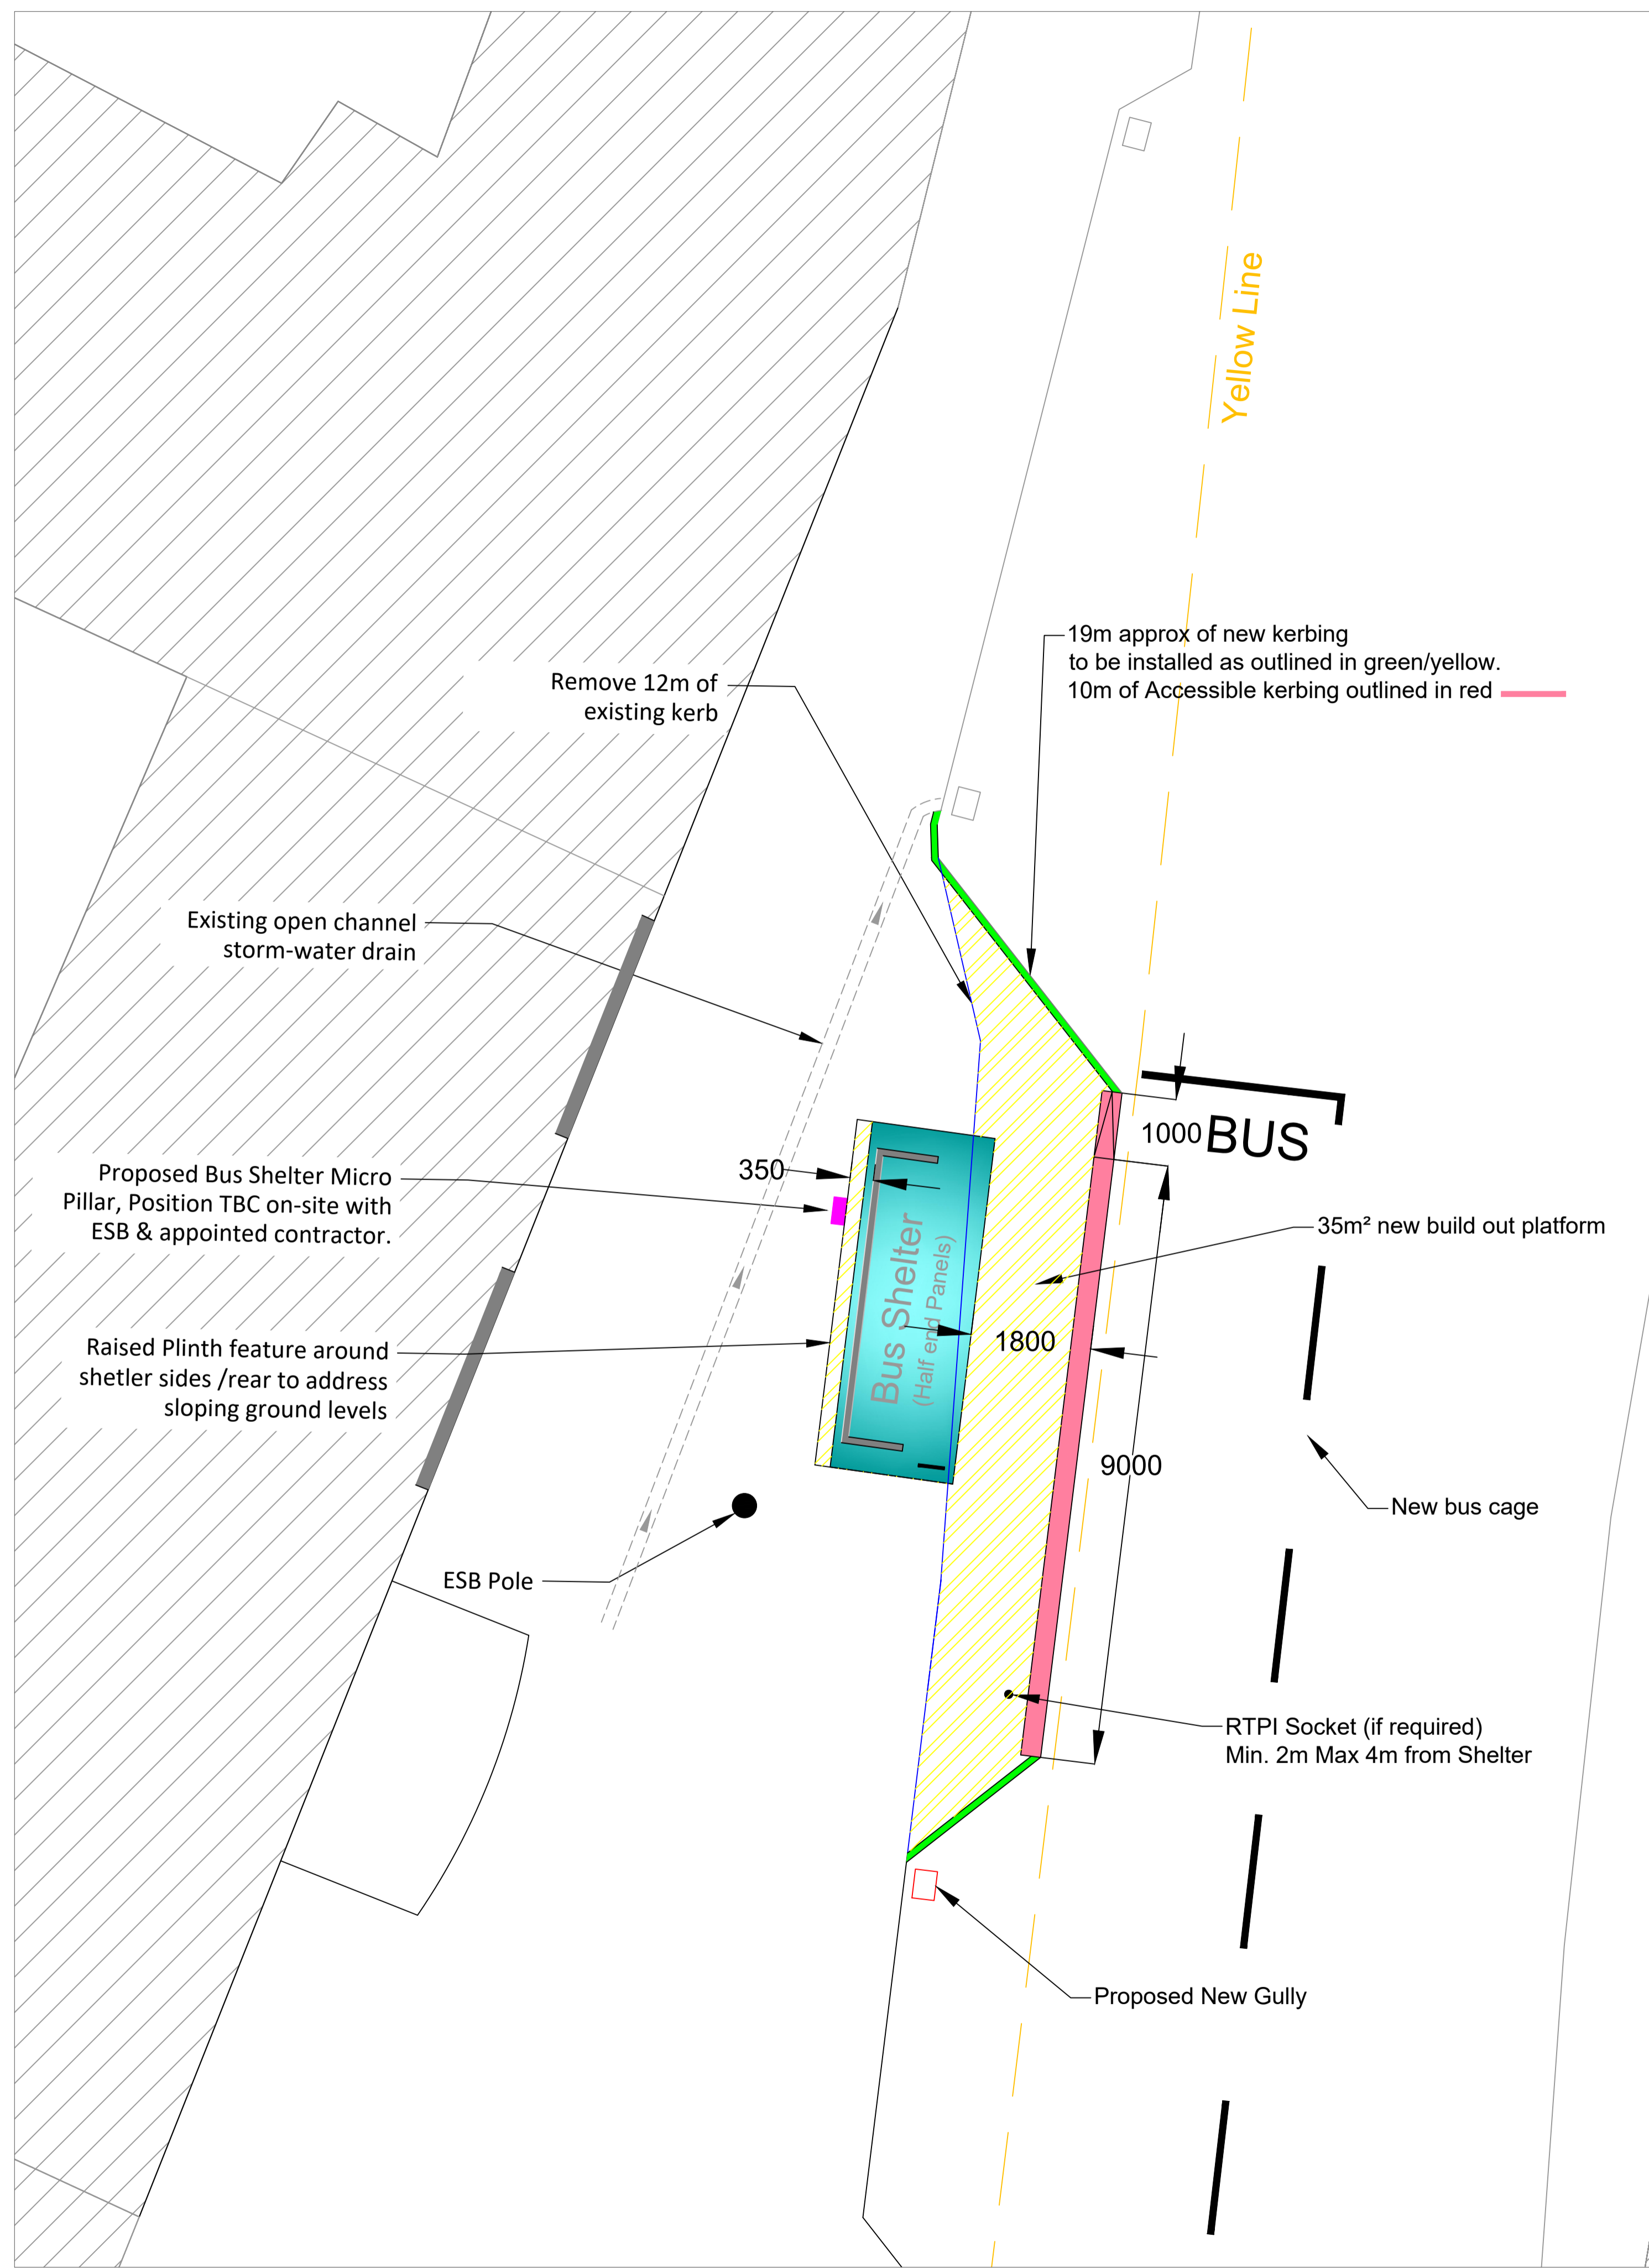 Yellow Line
19m approx of new kerbing
to be installed as outlined in green/yellow.
10m of Accessible kerbing outlined in red
Remove 12m of
existing kerb
Existing open channel
storm-water drain
1000
BUS
350
Proposed Bus Shelter Micro
Pillar, Position TBC on-site with
ESB & appointed contractor.
35m² new build out platform
Bus Shelter
(Half end Panels)
1800
Raised Plinth feature around
shetler sides /rear to address
sloping ground levels
9000
New bus cage
ESB Pole
RTPI Socket (if required)
Min. 2m Max 4m from Shelter
Proposed New Gully